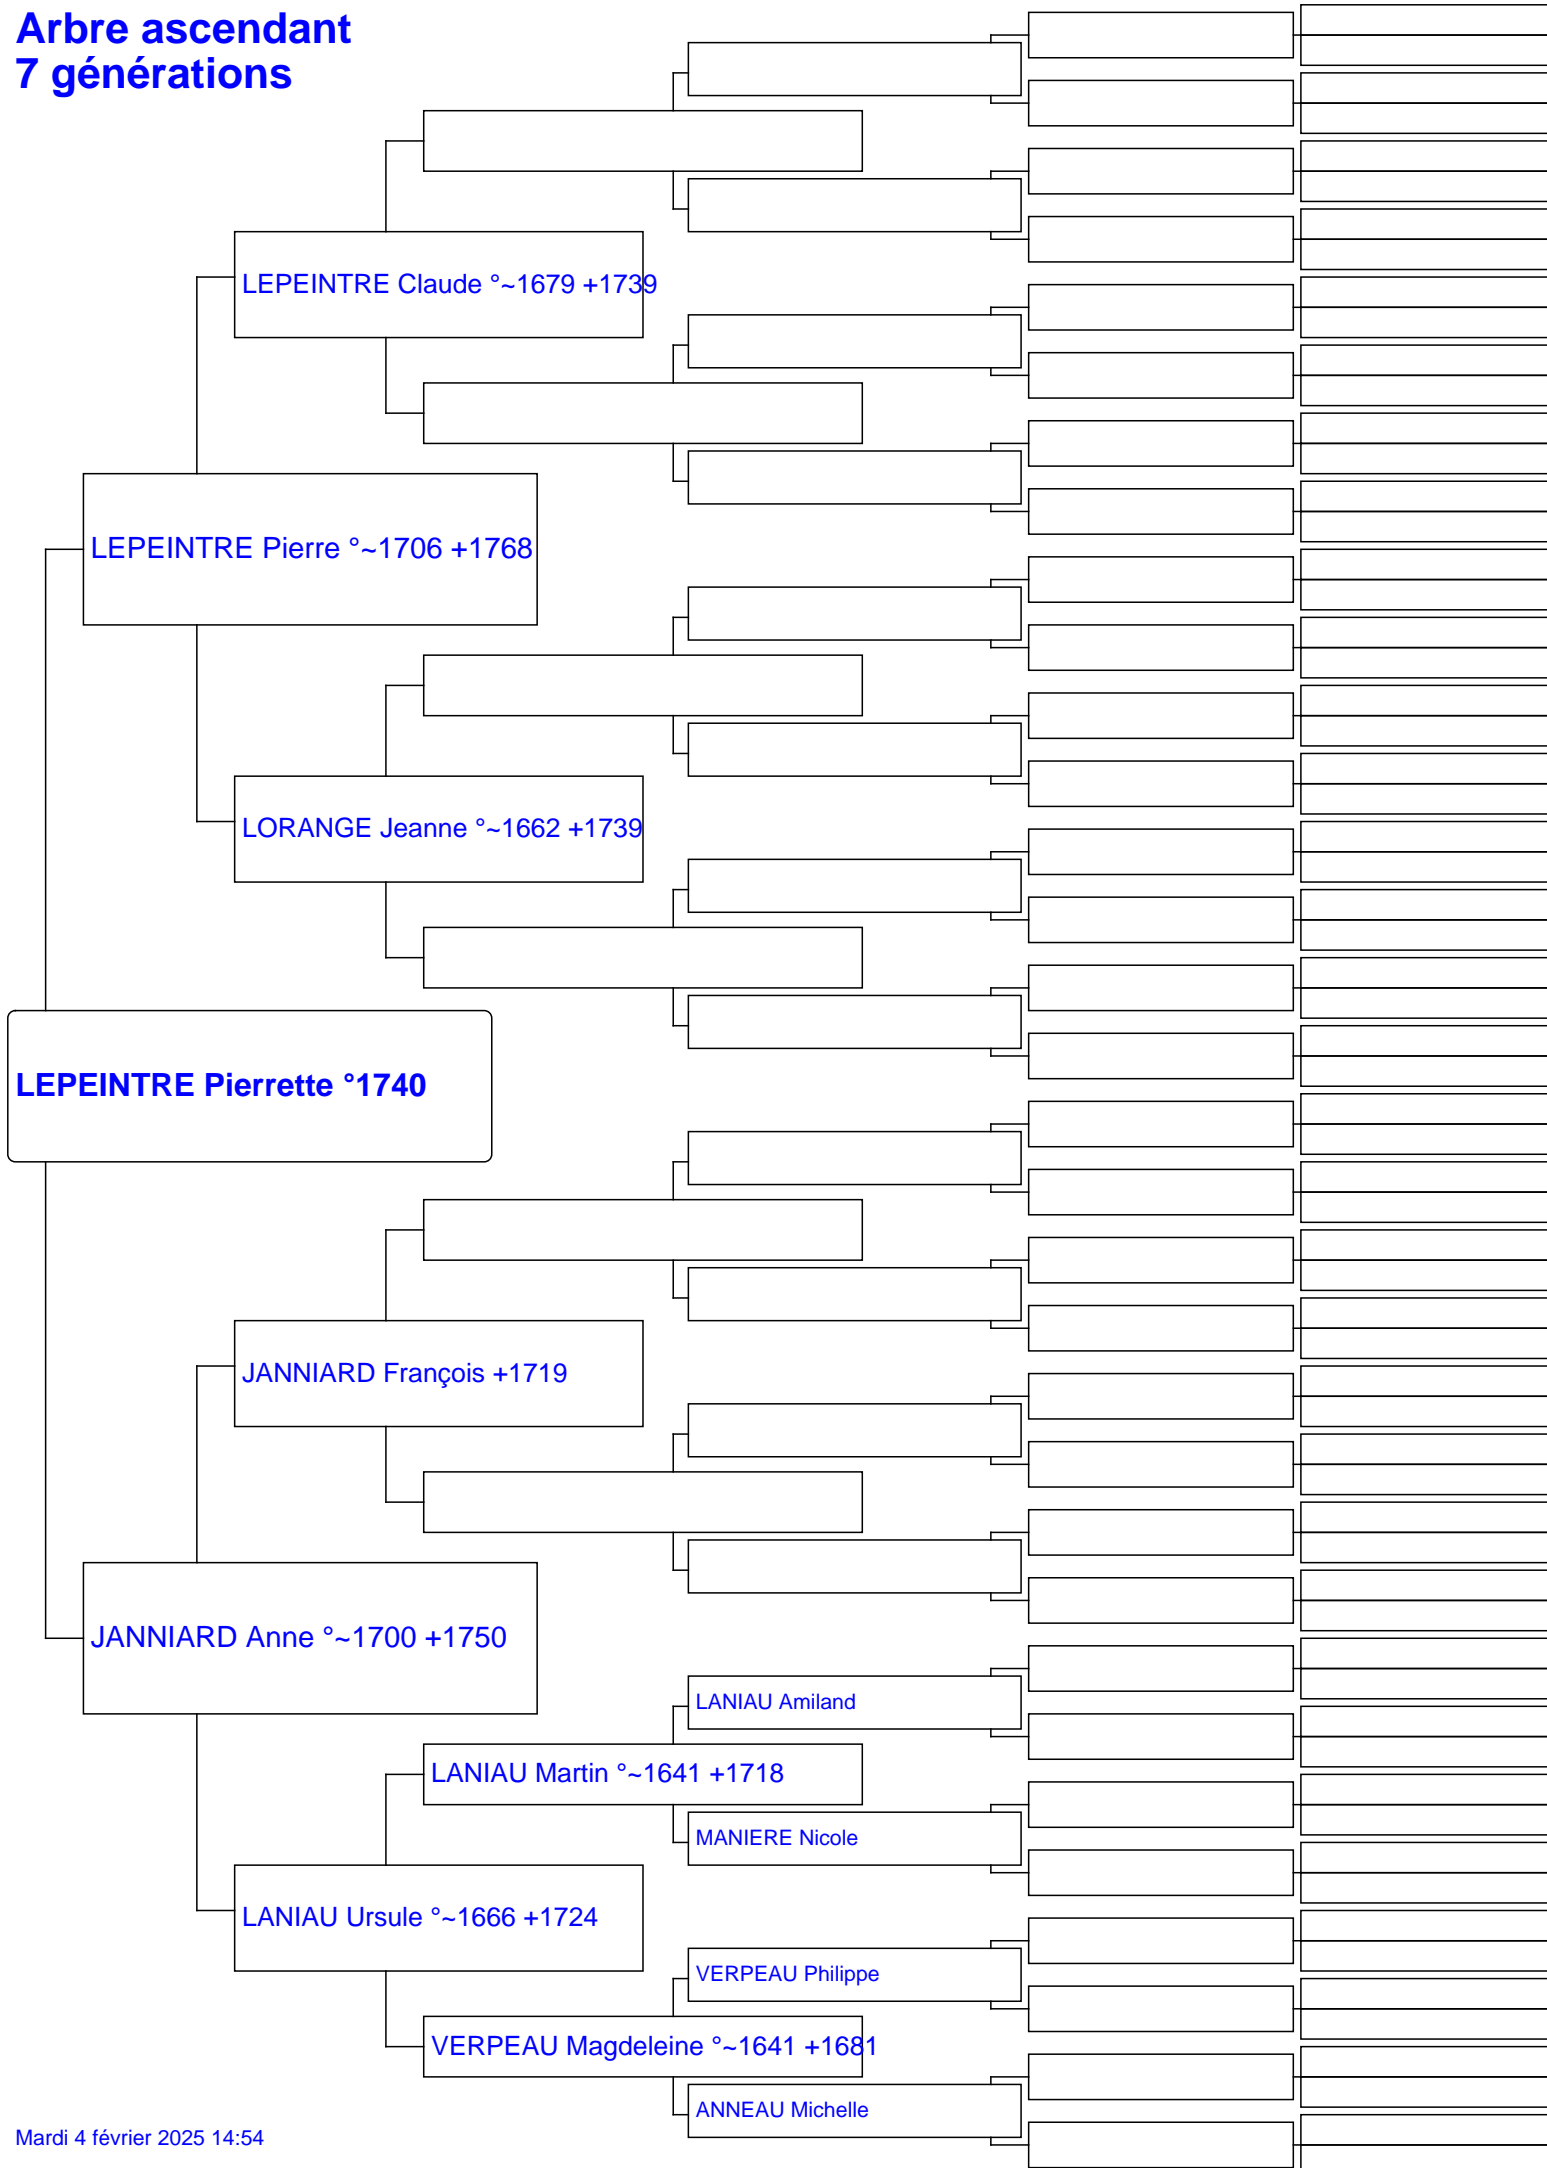 Arbre ascendant
7 générations
LEPEINTRE Claude °~1679 +1739
LEPEINTRE Pierre °~1706 +1768
LORANGE Jeanne °~1662 +1739
LEPEINTRE Pierrette °1740
JANNIARD François +1719
JANNIARD Anne °~1700 +1750
LANIAU Amiland
LANIAU Martin °~1641 +1718
MANIERE Nicole
LANIAU Ursule °~1666 +1724
VERPEAU Philippe
VERPEAU Magdeleine °~1641 +1681
ANNEAU Michelle
Mardi 4 février 2025 14:54